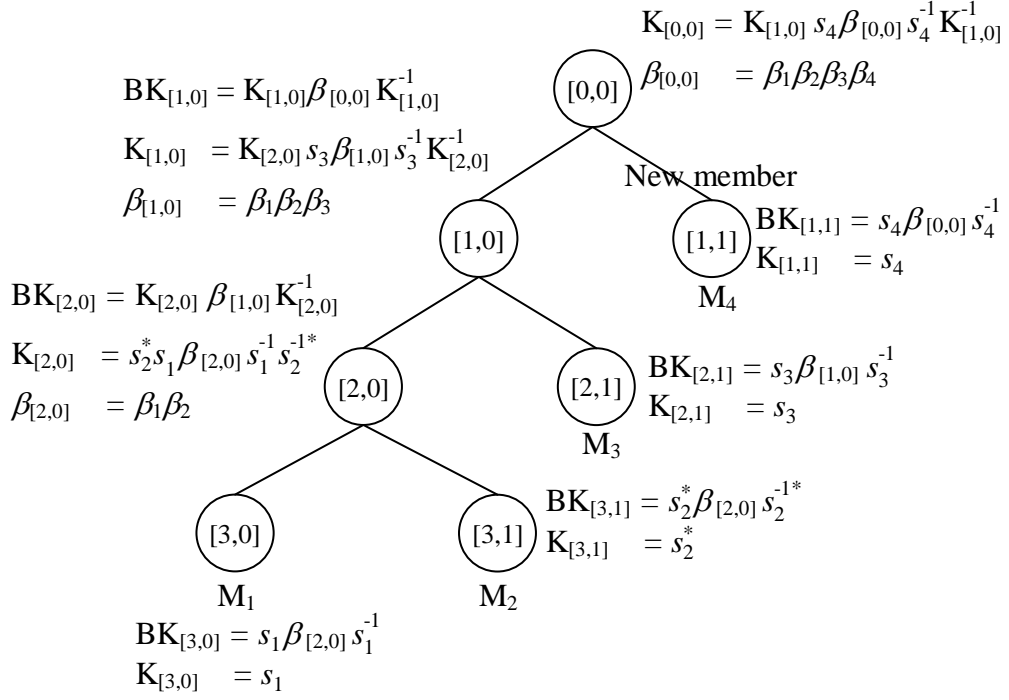 K[0,0] = K[1,0] s₄β[0,0] s₄⁻¹ K[1,0]⁻¹
β[0,0] = β₁β₂β₃β₄
[0,0]
BK[1,0] = K[1,0]β[0,0] K[1,0]⁻¹
K[1,0] = K[2,0] s₃β[1,0] s₃⁻¹ K[2,0]⁻¹
β[1,0] = β₁β₂β₃
New member
[1,0]
[1,1]
BK[1,1] = s₄β[0,0] s₄⁻¹
K[1,1] = s₄
M₄
BK[2,0] = K[2,0] β[1,0] K[2,0]⁻¹
K[2,0] = s₂* s₁ β[2,0] s₁⁻¹ s₂⁻¹*
β[2,0] = β₁β₂
[2,0]
[2,1]
BK[2,1] = s₃β[1,0] s₃⁻¹
K[2,1] = s₃
M₃
[3,0]
[3,1]
BK[3,1] = s₂* β[2,0] s₂⁻¹*
K[3,1] = s₂*
M₁
M₂
BK[3,0] = s₁β[2,0] s₁⁻¹
K[3,0] = s₁